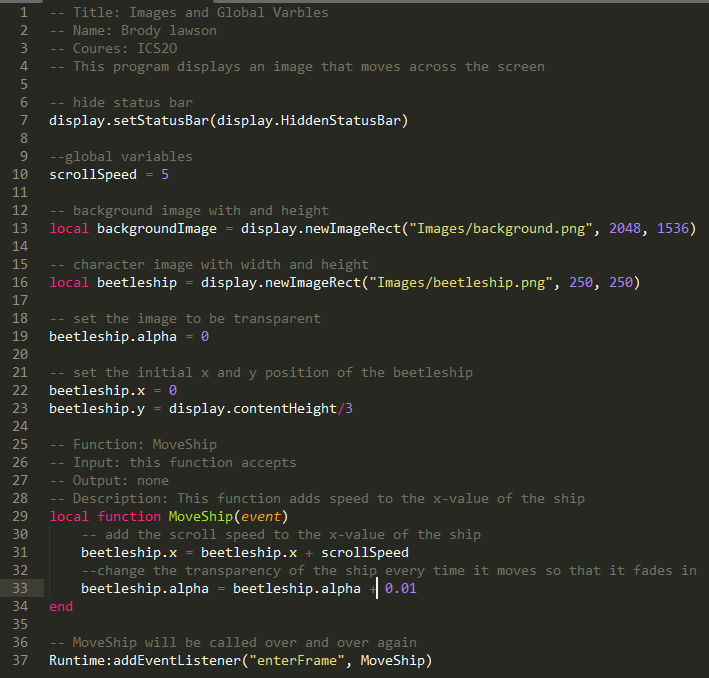 1 -- Title: Images and Global Varbles
2 -- Name: Brody lawson
3 -- Coures: ICS2O
4 -- This program displays an image that moves across the screen
5
6 -- hide status bar
7 display.setStatusBar(display.HiddenStatusBar)
8
9 --global variables
10 scrollSpeed = 5
11
12 -- background image with and height
13 local backgroundImage = display.newImageRect("Images/background.png", 2048, 1536)
14
15 -- character image with width and height
16 local beetleship = display.newImageRect("Images/beetleship.png", 250, 250)
17
18 -- set the image to be transparent
19 beetleship.alpha = 0
20
21 -- set the initial x and y position of the beetleship
22 beetleship.x = 0
23 beetleship.y = display.contentHeight/3
24
25 -- Function: MoveShip
26 -- Input: this function accepts
27 -- Output: none
28 -- Description: This function adds speed to the x-value of the ship
29 local function MoveShip(event)
30 -- add the scroll speed to the x-value of the ship
31 beetleship.x = beetleship.x + scrollSpeed
32 --change the transparency of the ship every time it moves so that it fades in
33 beetleship.alpha = beetleship.alpha + 0.01
34 end
35
36 -- MoveShip will be called over and over again
37 Runtime:addEventListener("enterFrame", MoveShip)